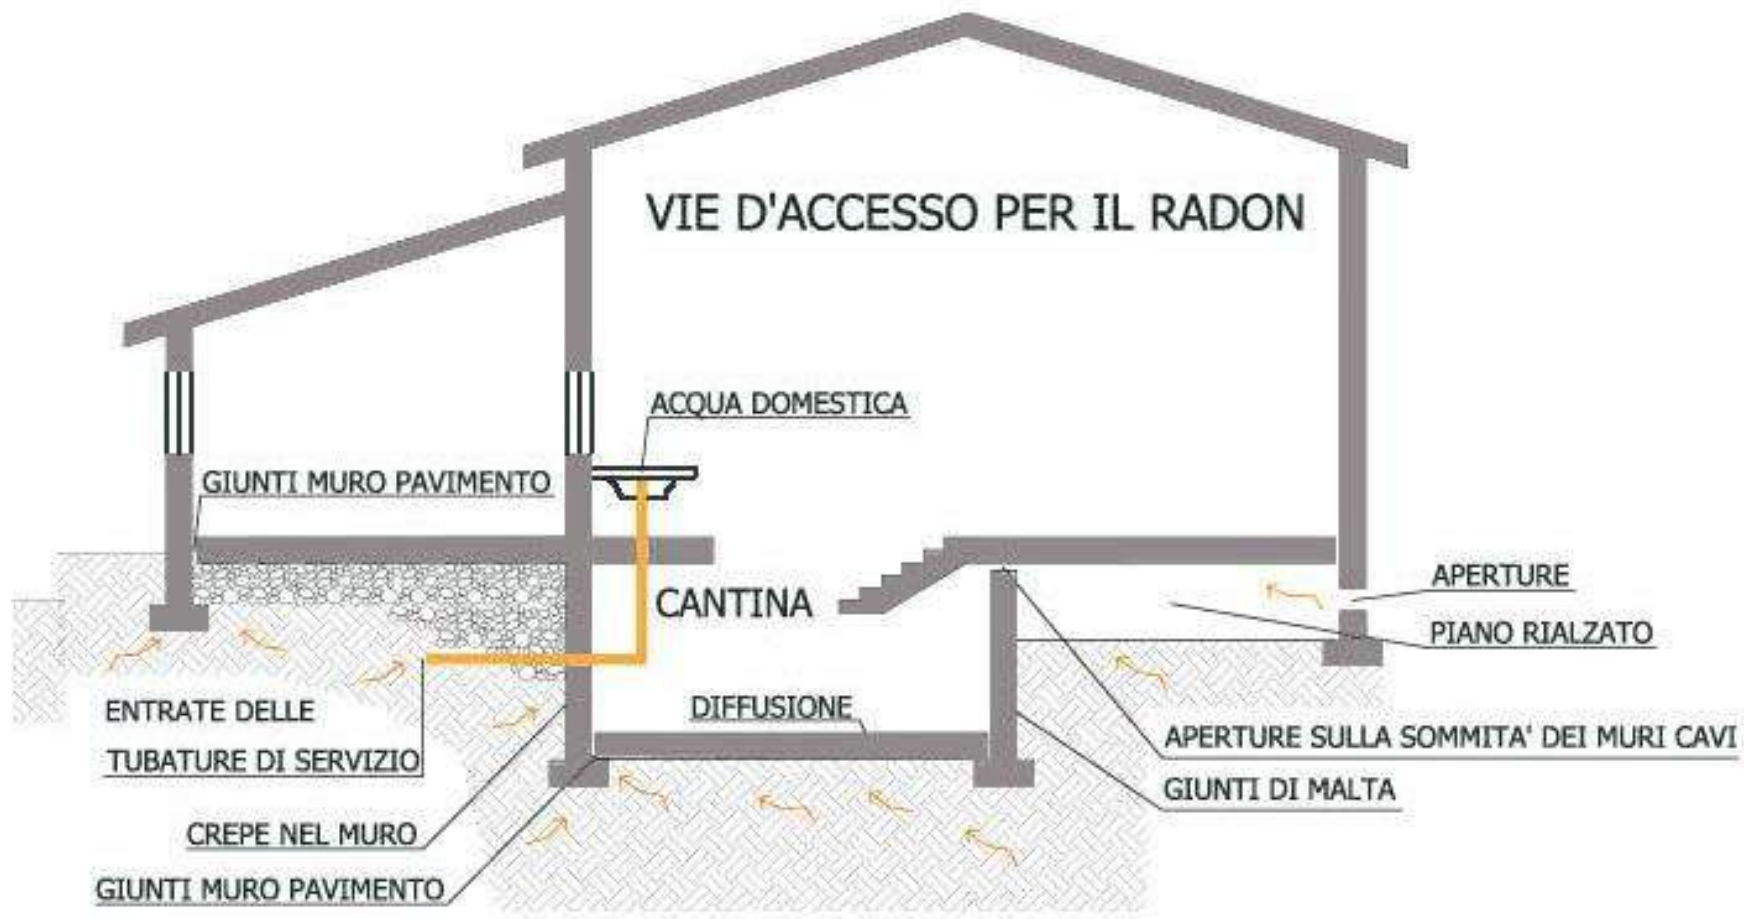 VIE D'ACCESSO PER IL RADON
ACQUA DOMESTICA
GIUNTI MURO PAVIMENTO
CANTINA
APERTURE
PIANO RIALZATO
ENTRATE DELLE
TUBATURE DI SERVIZIO
DIFFUSIONE
APERTURE SULLA SOMMITA' DEI MURI CAVI
GIUNTI DI MALTA
CREPE NEL MURO
GIUNTI MURO PAVIMENTO